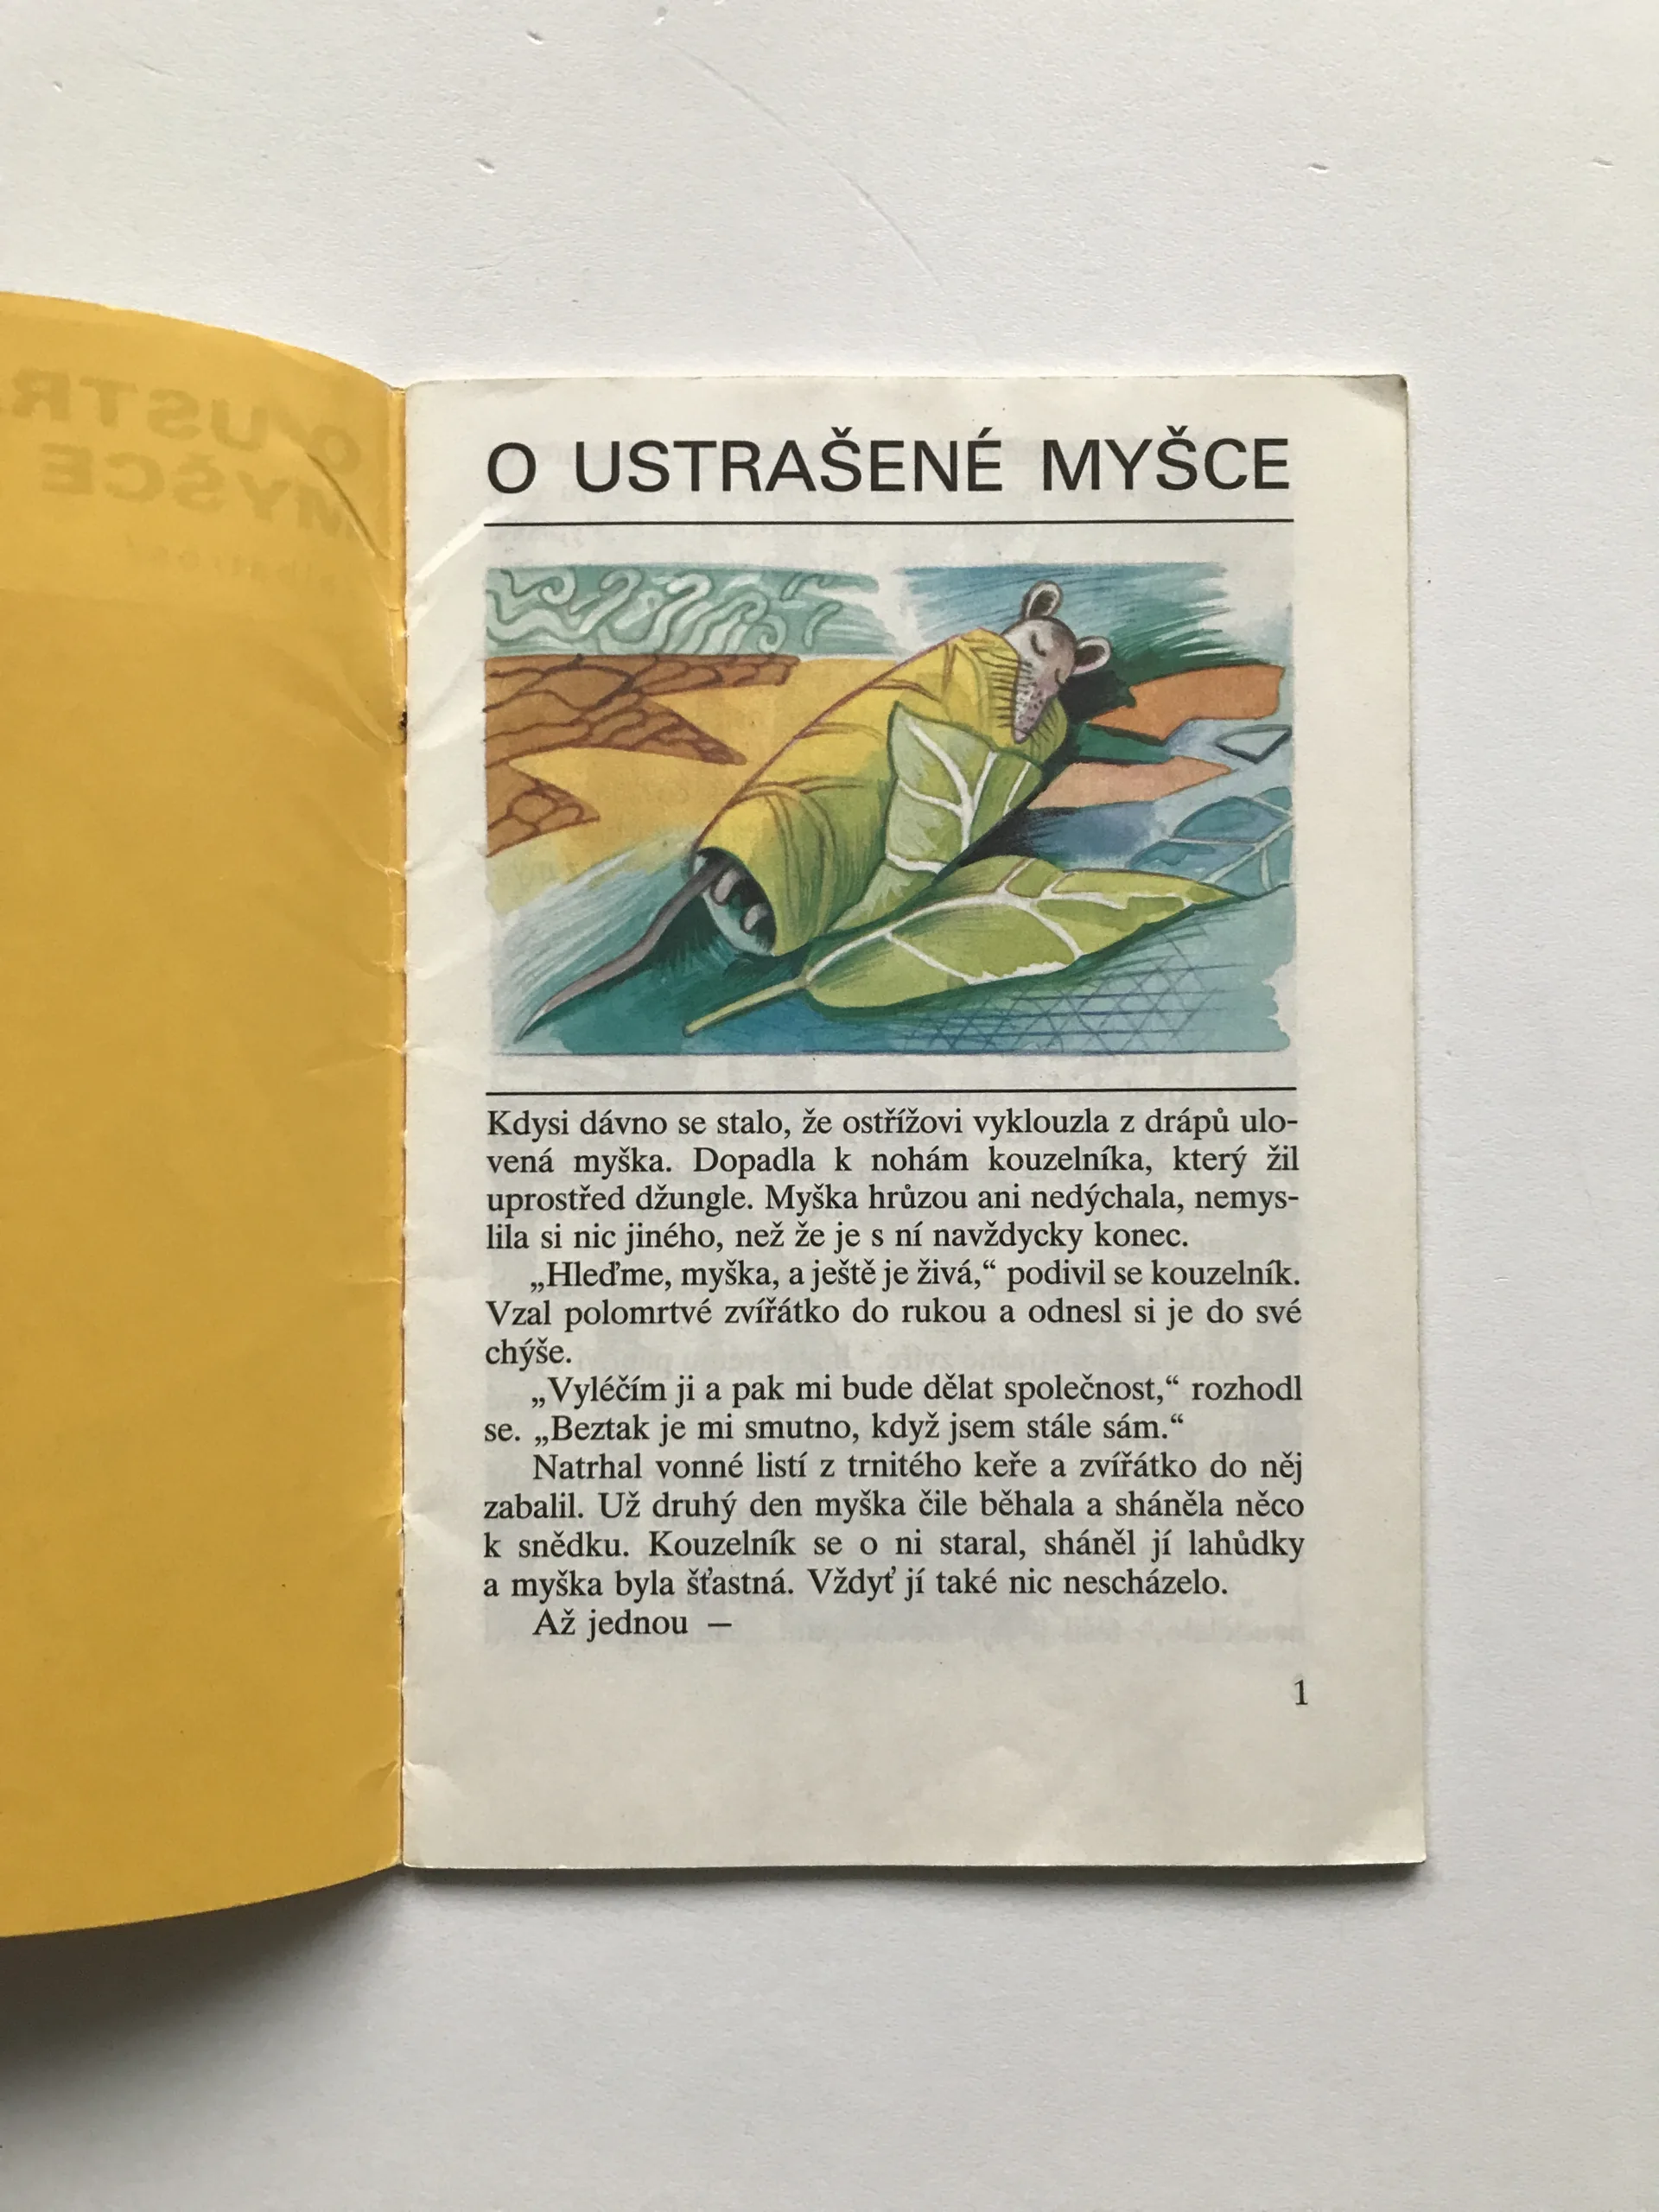 O USTRAŠENÉ MYŠCE
Kdysi dávno se stalo, že ostřížovi vyklouzla z drápů ulo-
vená myška. Dopadla k nohám kouzelníka, který žil
uprostřed džungle. Myška hrůzou ani nedýchala, nemys-
lila si nic jiného, než že je s ní navždycky konec.
„Hleďme, myška, a ještě je živá,“ podivil se kouzelník.
Vzal polomrtvé zvířátko do rukou a odnesl si je do své
chýše.
„Vyléčím ji a pak mi bude dělat společnost,“ rozhodl
se. „Beztak je mi smutno, když jsem stále sám.“
Natrhal vonné listí z trnitého keře a zvířátko do něj
zabalil. Už druhý den myška čile běhala a sháněla něco
k snědku. Kouzelník se o ni staral, sháněl jí lahůdky
a myška byla šťastná. Vždyť jí také nic nescházelo.
Až jednou —
1